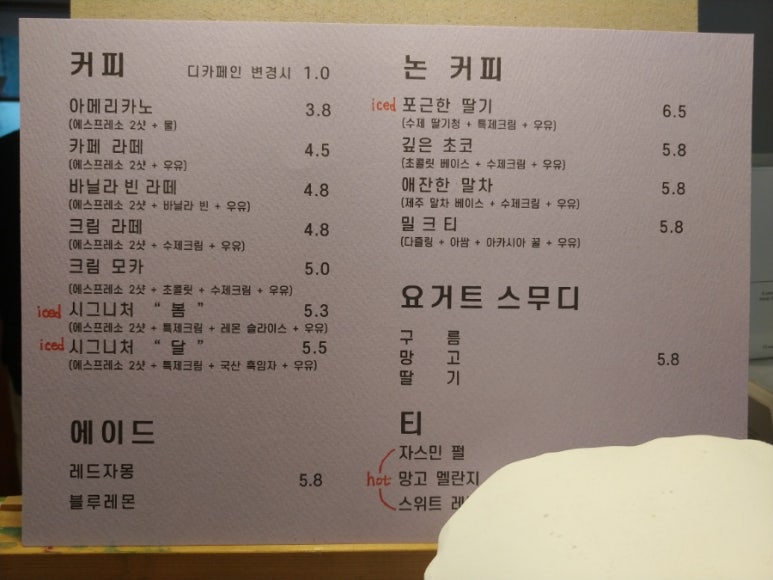 커피 디카페인 변경시 1.0
아메리카노 3.8
(에스프레소 2샷 + 물)
카페 라떼 4.5
(에스프레소 2샷 + 우유)
바닐라 빈 라떼 4.8
(에스프레소 2샷 + 바닐라 빈 + 우유)
크림 라떼 4.8
(에스프레소 2샷 + 수제크림 + 우유)
크림 모카 5.0
(에스프레소 2샷 + 초콜릿 + 수제크림 + 우유)
iced 시그니처 “ 봄 ” 5.3
(에스프레소 2샷 + 특제크림 + 레몬 슬라이스 + 우유)
iced 시그니처 “ 달 ” 5.5
(에스프레소 2샷 + 특제크림 + 국산 흑임자 + 우유)
에이드
레드자몽
5.8
블루레몬
논 커피
iced 포근한 딸기 6.5
(수제 딸기청 + 특제크림 + 우유)
깊은 초코 5.8
(초콜릿 베이스 + 수제크림 + 우유)
애잔한 말차 5.8
(제주 말차 베이스 + 수제크림 + 우유)
밀크티 5.8
(다즐링 + 아쌈 + 아카시아 꿀 + 우유)
요거트 스무디
구 름
망 고 5.8
딸 기
티
자스민 펄
hot 망고 멜란지
스위트